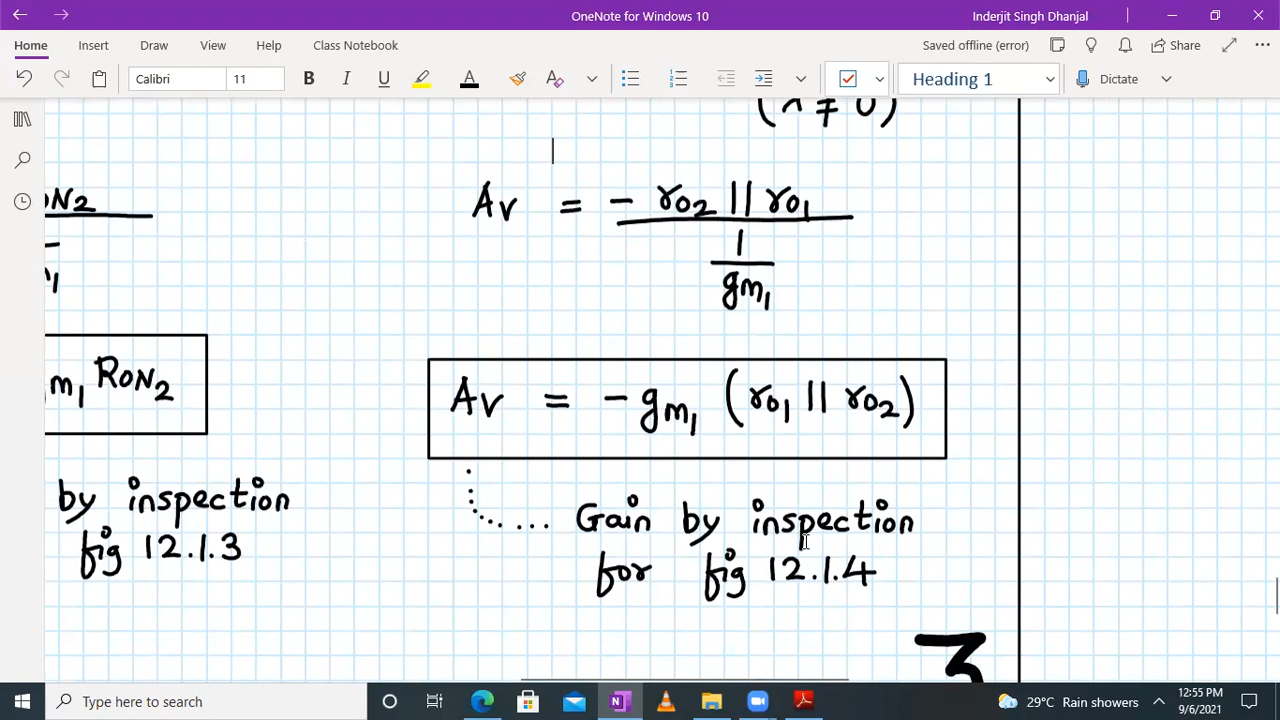 OneNote for Windows 10
Inderjit Singh Dhanjal
Home Insert Draw View Help Class Notebook
Saved offline (error)
Share
Calibri 11
B I U A
Heading 1
Dictate
(λ ≠ 0)
Av = - ro2 || ro1
1
gm1
RON2
Av = -gm1 (ro1 || ro2)
m1 RON2
by inspection
fig 12.1.3
Gain by inspection
for fig 12.1.4
3
Type here to search
29°C Rain showers
12:55 PM
9/6/2021